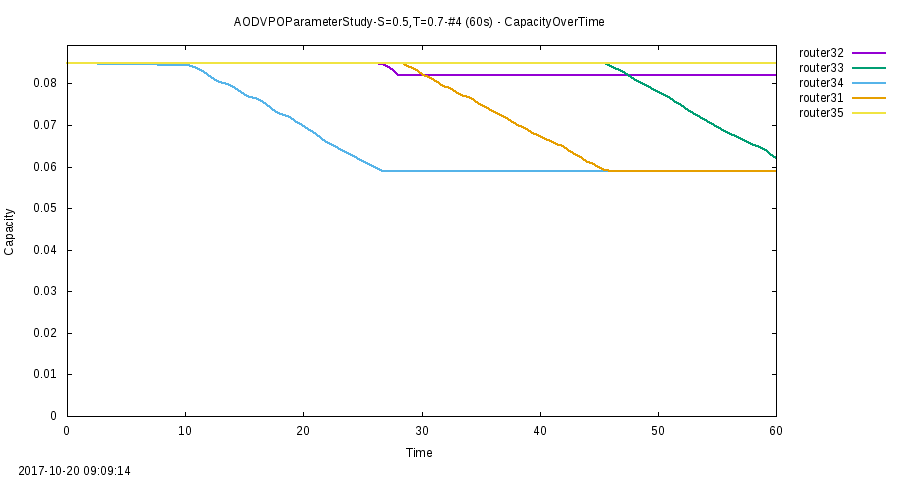 AODVPOParameterStudy-S=0.5,T=0.7-#4 (60s) - CapacityOverTime
router32
router33
router34
router31
router35
0.08
0.07
0.06
0.05
0.04
0.03
0.02
0.01
0
Capacity
0 10 20 30 40 50 60
Time
2017-10-20 09:09:14